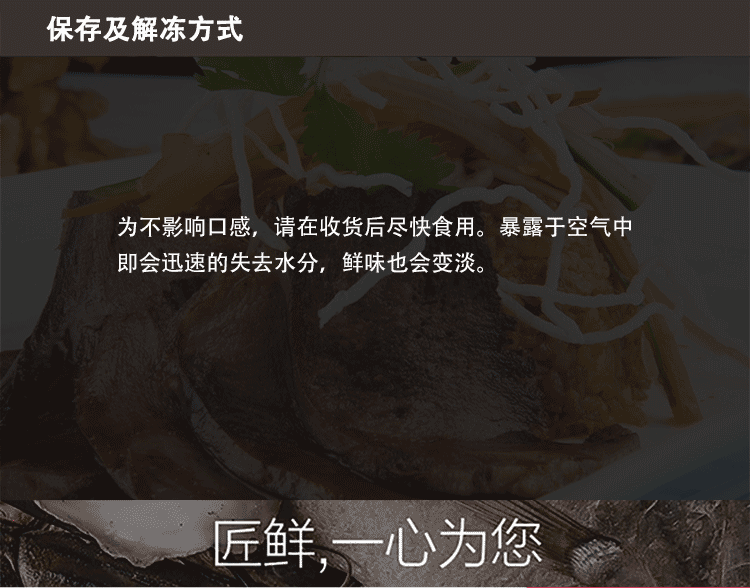 保存及解冻方式
为不影响口感，请在收货后尽快食用。暴露于空气中
即会迅速的失去水分，鲜味也会变淡。
匠鲜,一心为您